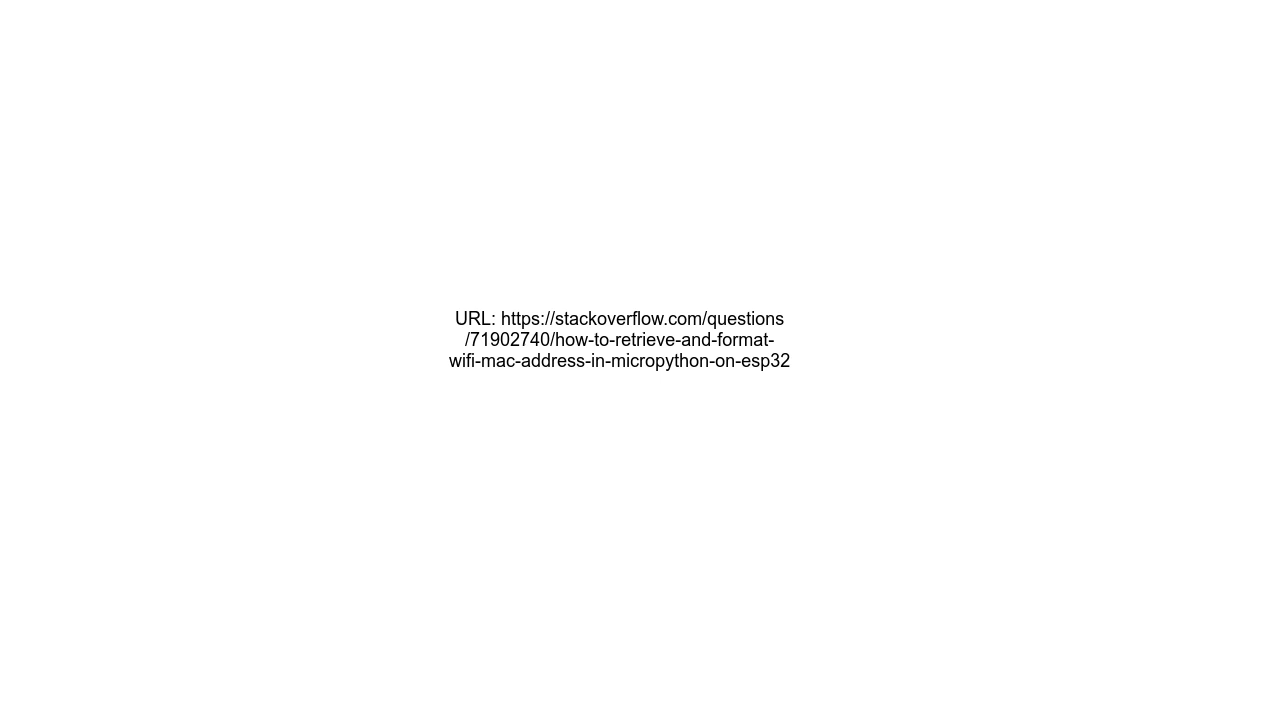 URL: https://stackoverflow.com/questions
/71902740/how-to-retrieve-and-format-
wifi-mac-address-in-micropython-on-esp32